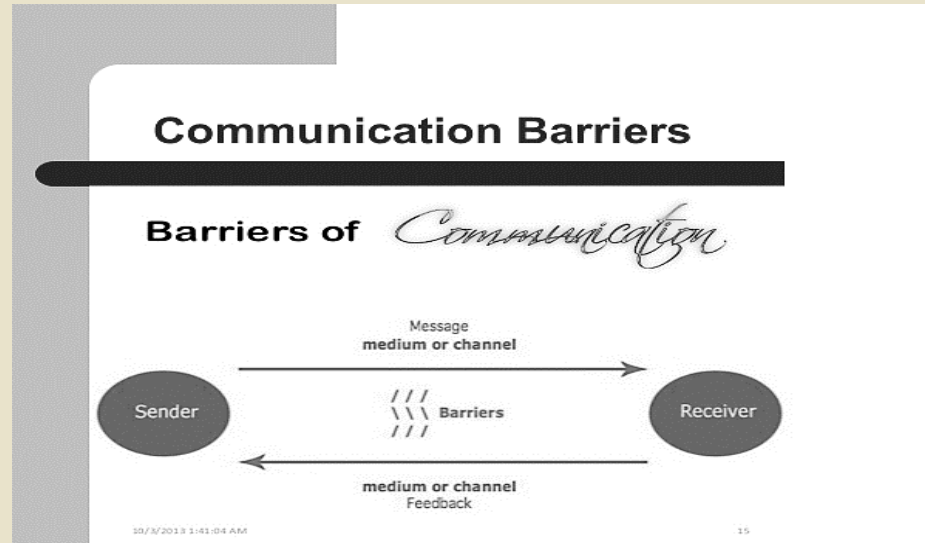 Communication Barriers
Barriers of Communication
Message
medium or channel
Sender
/ / /
\ \ \ Barriers
/ / /
Receiver
medium or channel
Feedback
10/3/2013 1:41:04 AM
15